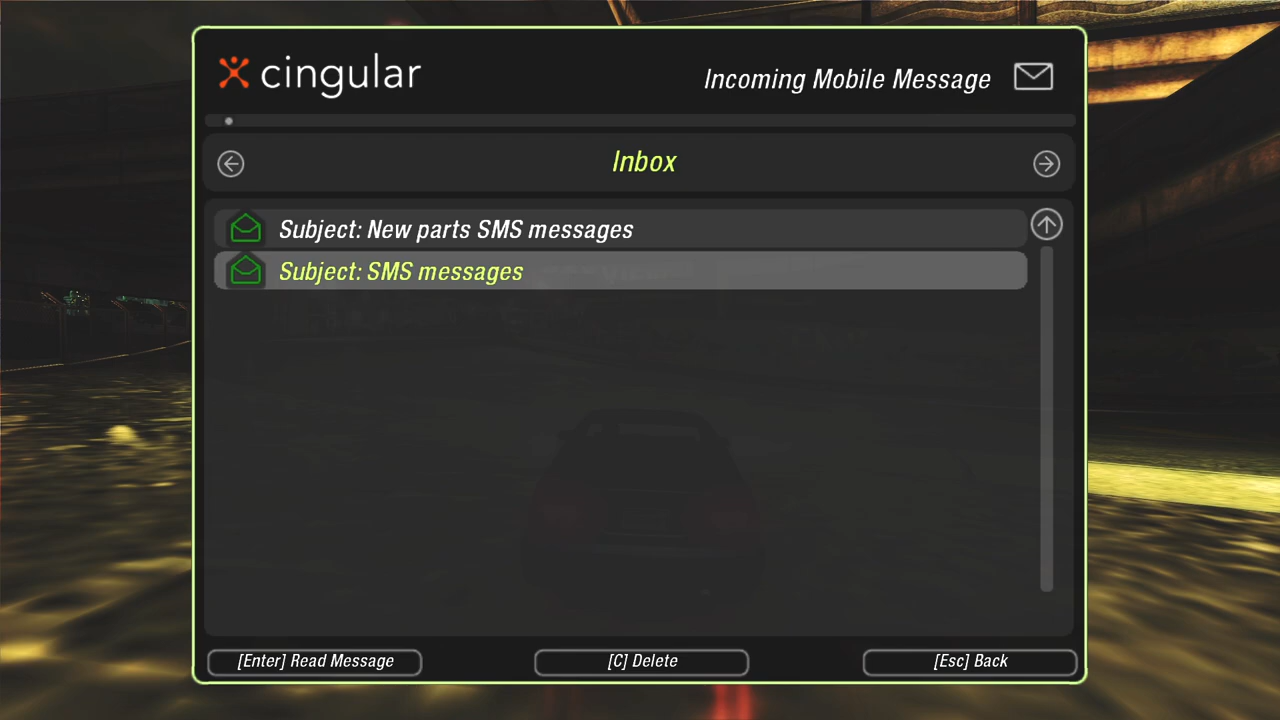 cingular
Incoming Mobile Message
Inbox
Subject: New parts SMS messages
Subject: SMS messages
[Enter] Read Message
[C] Delete
[Esc] Back